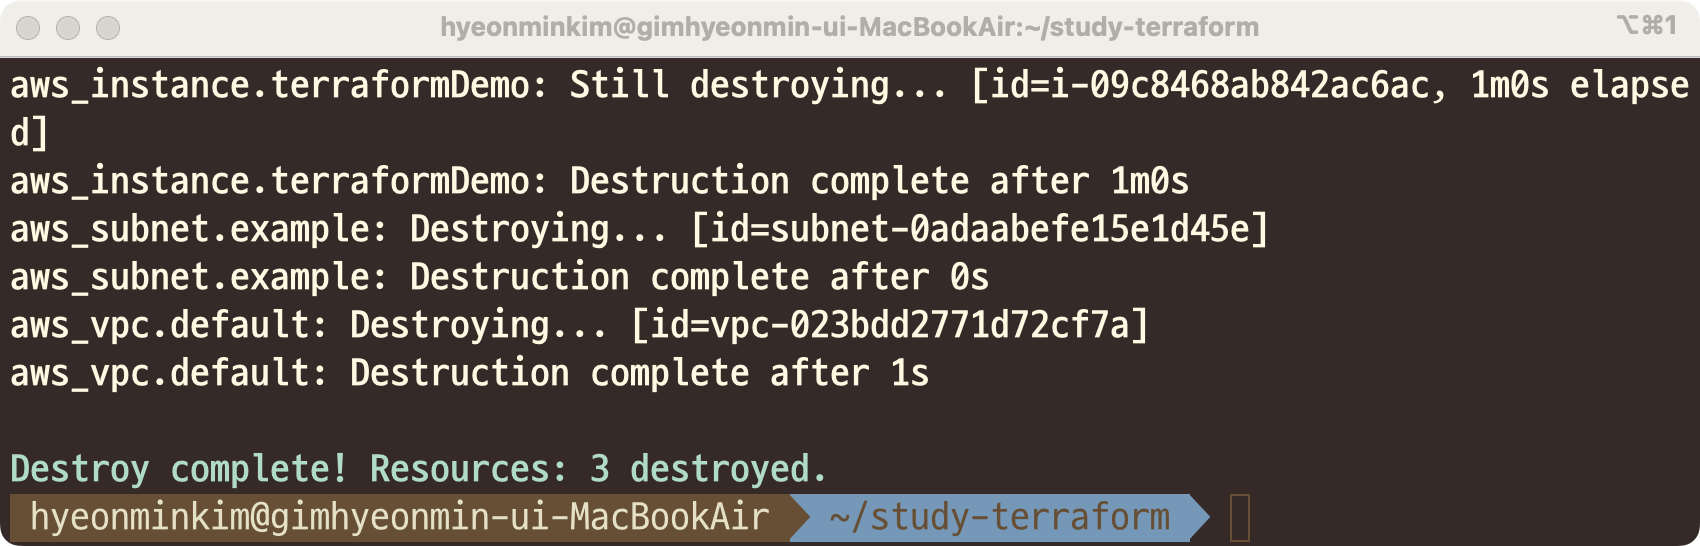 hyeonminkim@gimhyeonmin-ui-MacBookAir:~/study-terraform
⌥⌘1
aws_instance.terraformDemo: Still destroying... [id=i-09c8468ab842ac6ac, 1m0s elapse
d]
aws_instance.terraformDemo: Destruction complete after 1m0s
aws_subnet.example: Destroying... [id=subnet-0adaabefe15e1d45e]
aws_subnet.example: Destruction complete after 0s
aws_vpc.default: Destroying... [id=vpc-023bdd2771d72cf7a]
aws_vpc.default: Destruction complete after 1s
Destroy complete! Resources: 3 destroyed.
hyeonminkim@gimhyeonmin-ui-MacBookAir ~/study-terraform